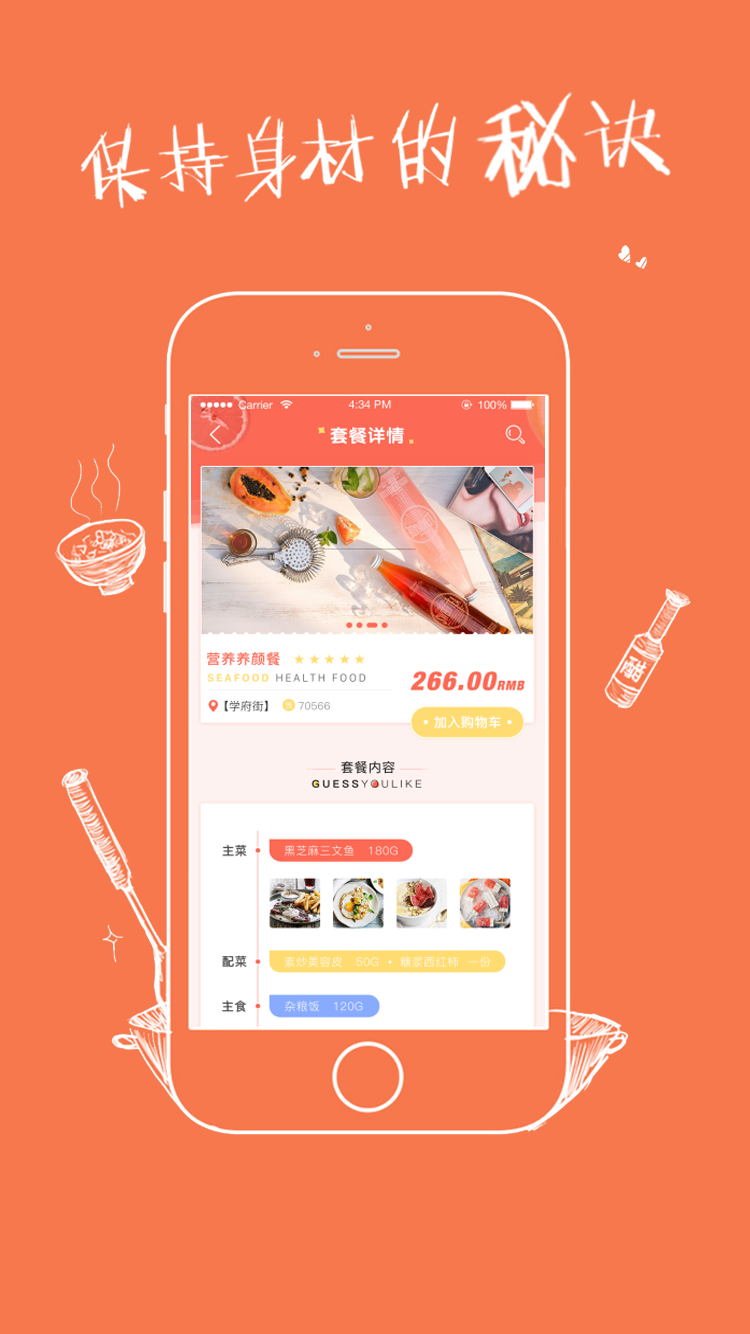 保持身材的秘诀
Carrier 4:34 PM 100%
套餐详情
营养养颜餐
SEAFOOD HEALTH FOOD
266.00RMB
【学府街】 70566
• 加入购物车 •
套餐内容
GUESSYOULIKE
主菜 黑芝麻三文鱼 180G
配菜 素炒美容皮 50G • 糖浆西红柿 一份
主食 杂粮饭 120G
醋